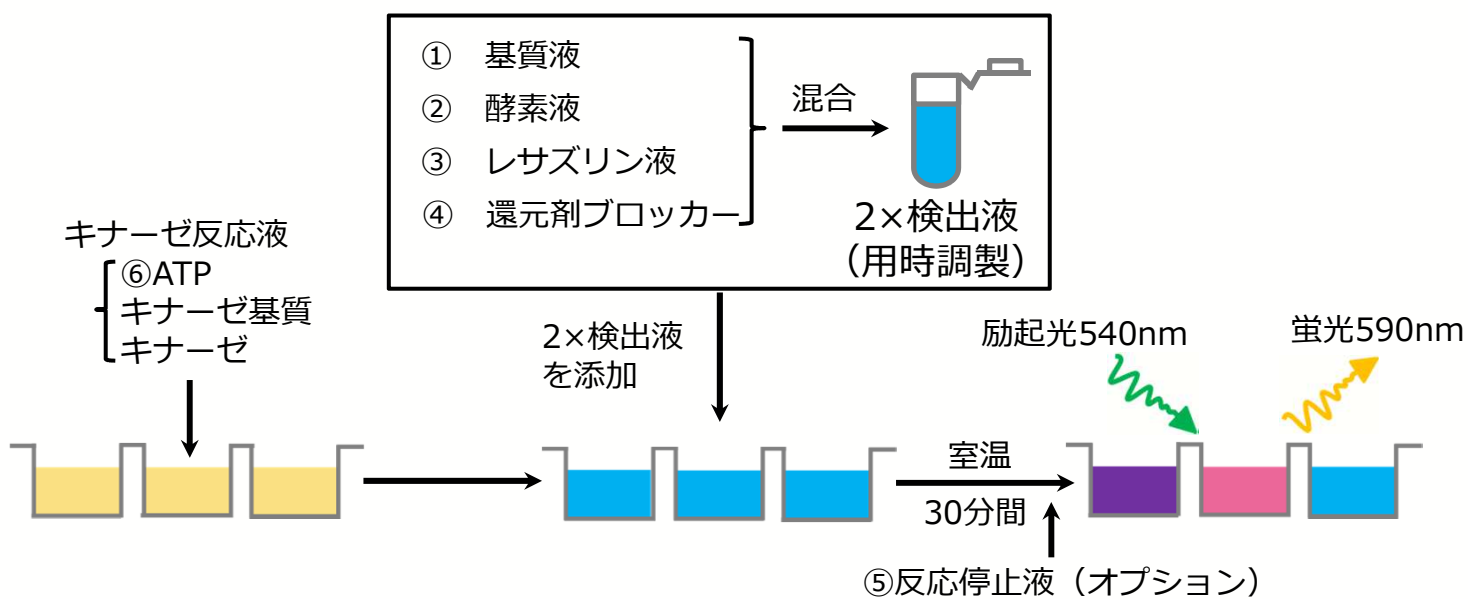 ① 基質液
② 酵素液
③ レサズリン液
④ 還元剤ブロッカー
混合
2×検出液
（用時調製）
キナーゼ反応液
⑥ATP
キナーゼ基質
キナーゼ
2×検出液
を添加
励起光540nm
蛍光590nm
室温
30分間
⑤反応停止液（オプション）